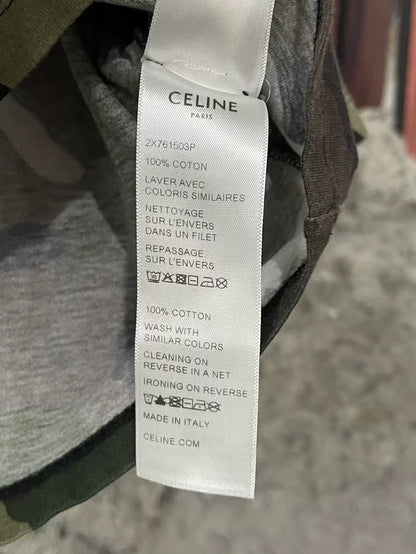 CELINE
PARIS
2X761503P
100% COTON
LAVER AVEC
COLORIS SIMILAIRES
NETTOYAGE
SUR L'ENVERS
DANS UN FILET
REPASSAGE
SUR L'ENVERS
100% COTTON
WASH WITH
SIMILAR COLORS
CLEANING ON
REVERSE IN A NET
IRONING ON REVERSE
MADE IN ITALY
CELINE.COM